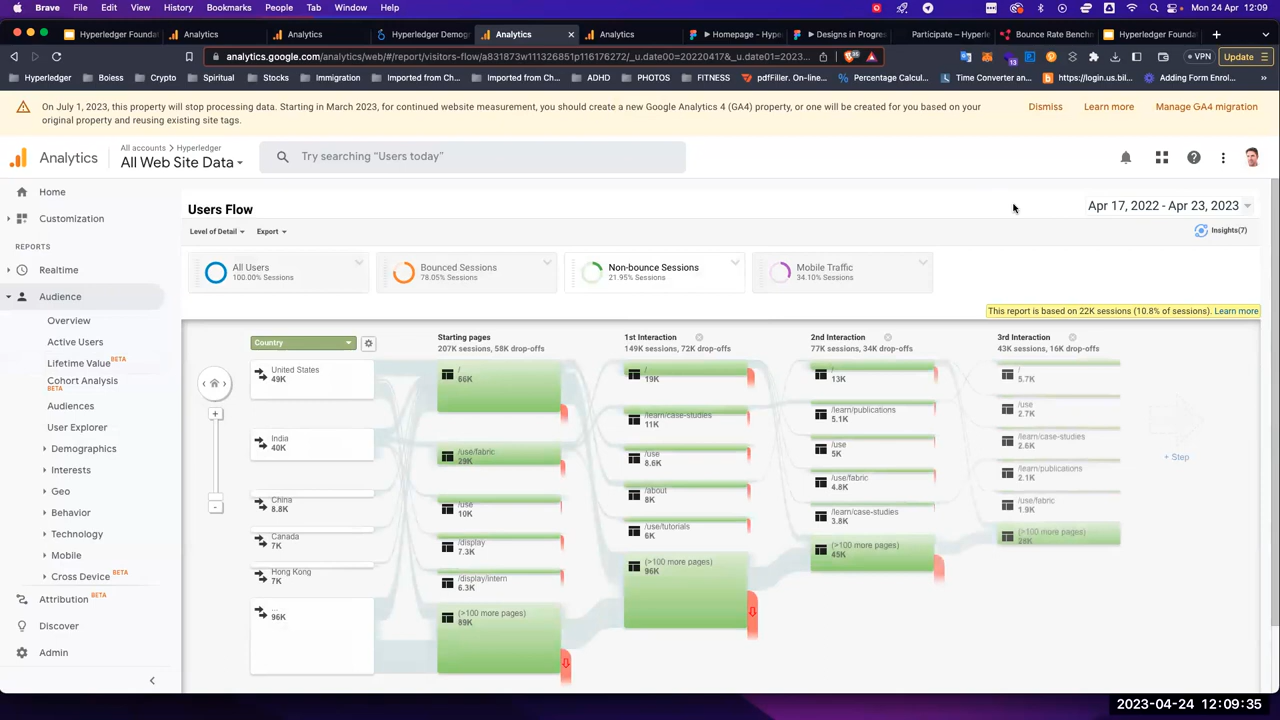 Brave File Edit View History Bookmarks People Tab Window Help Mon 24 Apr 12:09
Hyperledger Foundat Analytics Analytics Hyperledger Demog Analytics Analytics Homepage - Hyper Designs in Progres Participate – Hyperle Bounce Rate Benchm Hyperledger Foundat
analytics.google.com/analytics/web/#/report/visitors-flow/a831873w111326851p116176272/_u.date00=20220417&_u.date01=2023... VPN Update
Hyperledger Boiess Crypto Spiritual Stocks Immigration Imported from Ch... Imported from Ch... ADHD PHOTOS FITNESS pdfFiller. On-line... Percentage Calcul... Time Converter an... https://login.us.bil... Adding Form Enrol... »
On July 1, 2023, this property will stop processing data. Starting in March 2023, for continued website measurement, you should create a new Google Analytics 4 (GA4) property, or one will be created for you based on your
original property and reusing existing site tags.
Dismiss Learn more Manage GA4 migration
Analytics
All accounts > Hyperledger
All Web Site Data
Try searching “Users today”
Home
Customization
REPORTS
Realtime
Audience
Overview
Active Users
Lifetime Value BETA
Cohort Analysis
BETA
Audiences
User Explorer
Demographics
Interests
Geo
Behavior
Technology
Mobile
Cross Device BETA
Attribution BETA
Discover
Admin
Users Flow
Apr 17, 2022 - Apr 23, 2023
Level of Detail Export
Insights(7)
All Users
100.00% Sessions
Bounced Sessions
78.05% Sessions
Non-bounce Sessions
21.95% Sessions
Mobile Traffic
34.10% Sessions
This report is based on 22K sessions (10.8% of sessions). Learn more
Country
United States
49K
India
40K
China
8.8K
Canada
7K
Hong Kong
7K
...
96K
Starting pages
207K sessions, 58K drop-offs
/
66K
/use/fabric
29K
/use
10K
/display
7.3K
/display/intern
6.3K
(>100 more pages)
89K
1st Interaction
149K sessions, 72K drop-offs
/
19K
/learn/case-studies
11K
/use
8.6K
/about
8K
/use/tutorials
6K
(>100 more pages)
96K
2nd Interaction
77K sessions, 34K drop-offs
/
13K
/learn/publications
5.1K
/use
5K
/use/fabric
4.8K
/learn/case-studies
3.8K
(>100 more pages)
45K
3rd Interaction
43K sessions, 16K drop-offs
/
5.7K
/use
2.7K
/learn/case-studies
2.6K
/learn/publications
2.1K
/use/fabric
1.9K
(>100 more pages)
28K
+ Step
2023-04-24 12:09:35